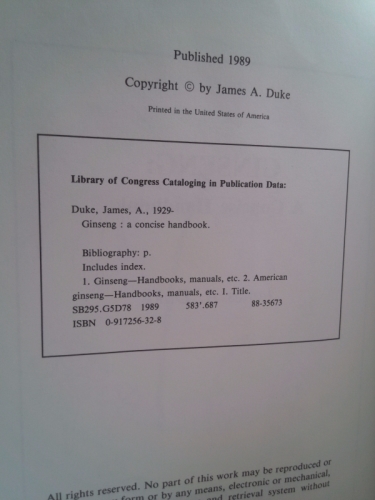 Published 1989
Copyright © by James A. Duke
Printed in the United States of America
Library of Congress Cataloging in Publication Data:
Duke, James, A., 1929-
Ginseng : a concise handbook.
Bibliography: p.
Includes index.
1. Ginseng—Handbooks, manuals, etc. 2. American
ginseng—Handbooks, manuals, etc. I. Title.
SB295.G5D78 1989 583'.687 88-35673
ISBN 0-917256-32-8
All rights reserved. No part of this work may be reproduced or
form or by any means, electronic or mechanical,
and retrieval system without